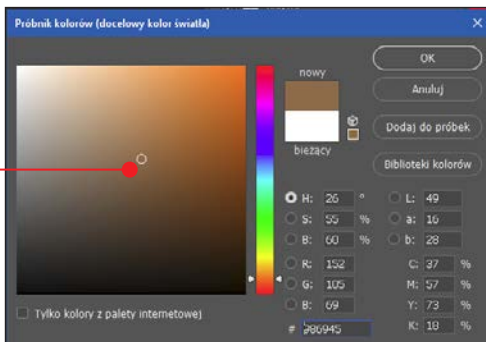 Próbnik kolorów (docelowy kolor światła)
OK
nowy
Anuluj
Dodaj do próbek
bieżący
Biblioteki kolorów
H: 26 ° L: 49
S: 55 % a: 16
B: 60 % b: 28
R: 152 C: 37 %
G: 105 M: 57 %
B: 69 Y: 73 %
# 986945 K: 18 %
Tylko kolory z palety internetowej